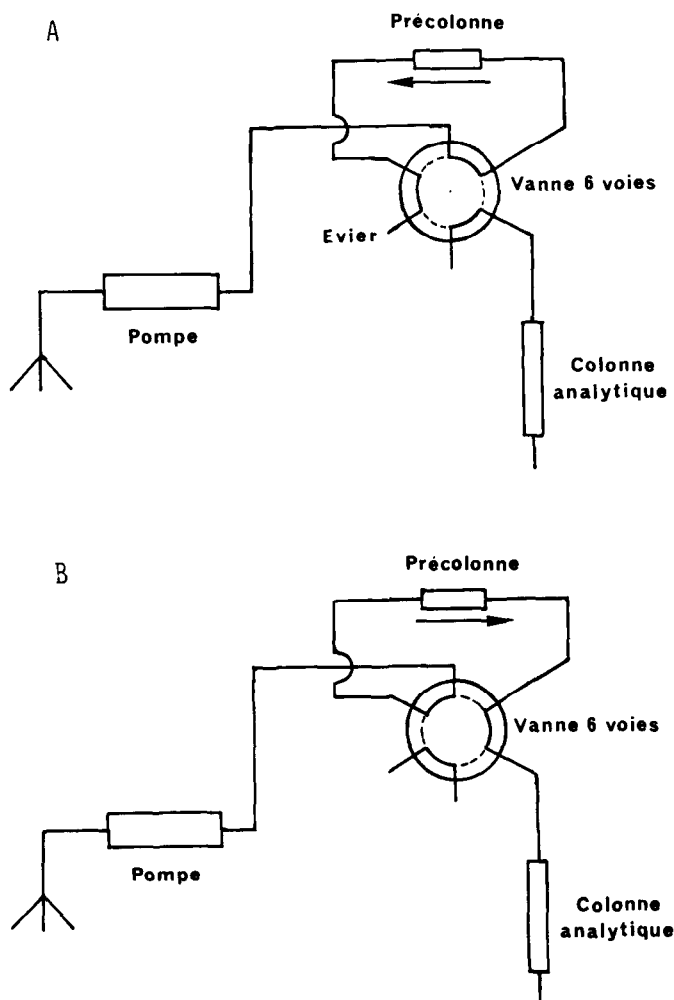 A
Précolonne
Vanne 6 voies
Evier
Pompe
Colonne
analytique
B
Précolonne
Vanne 6 voies
Pompe
Colonne
analytique